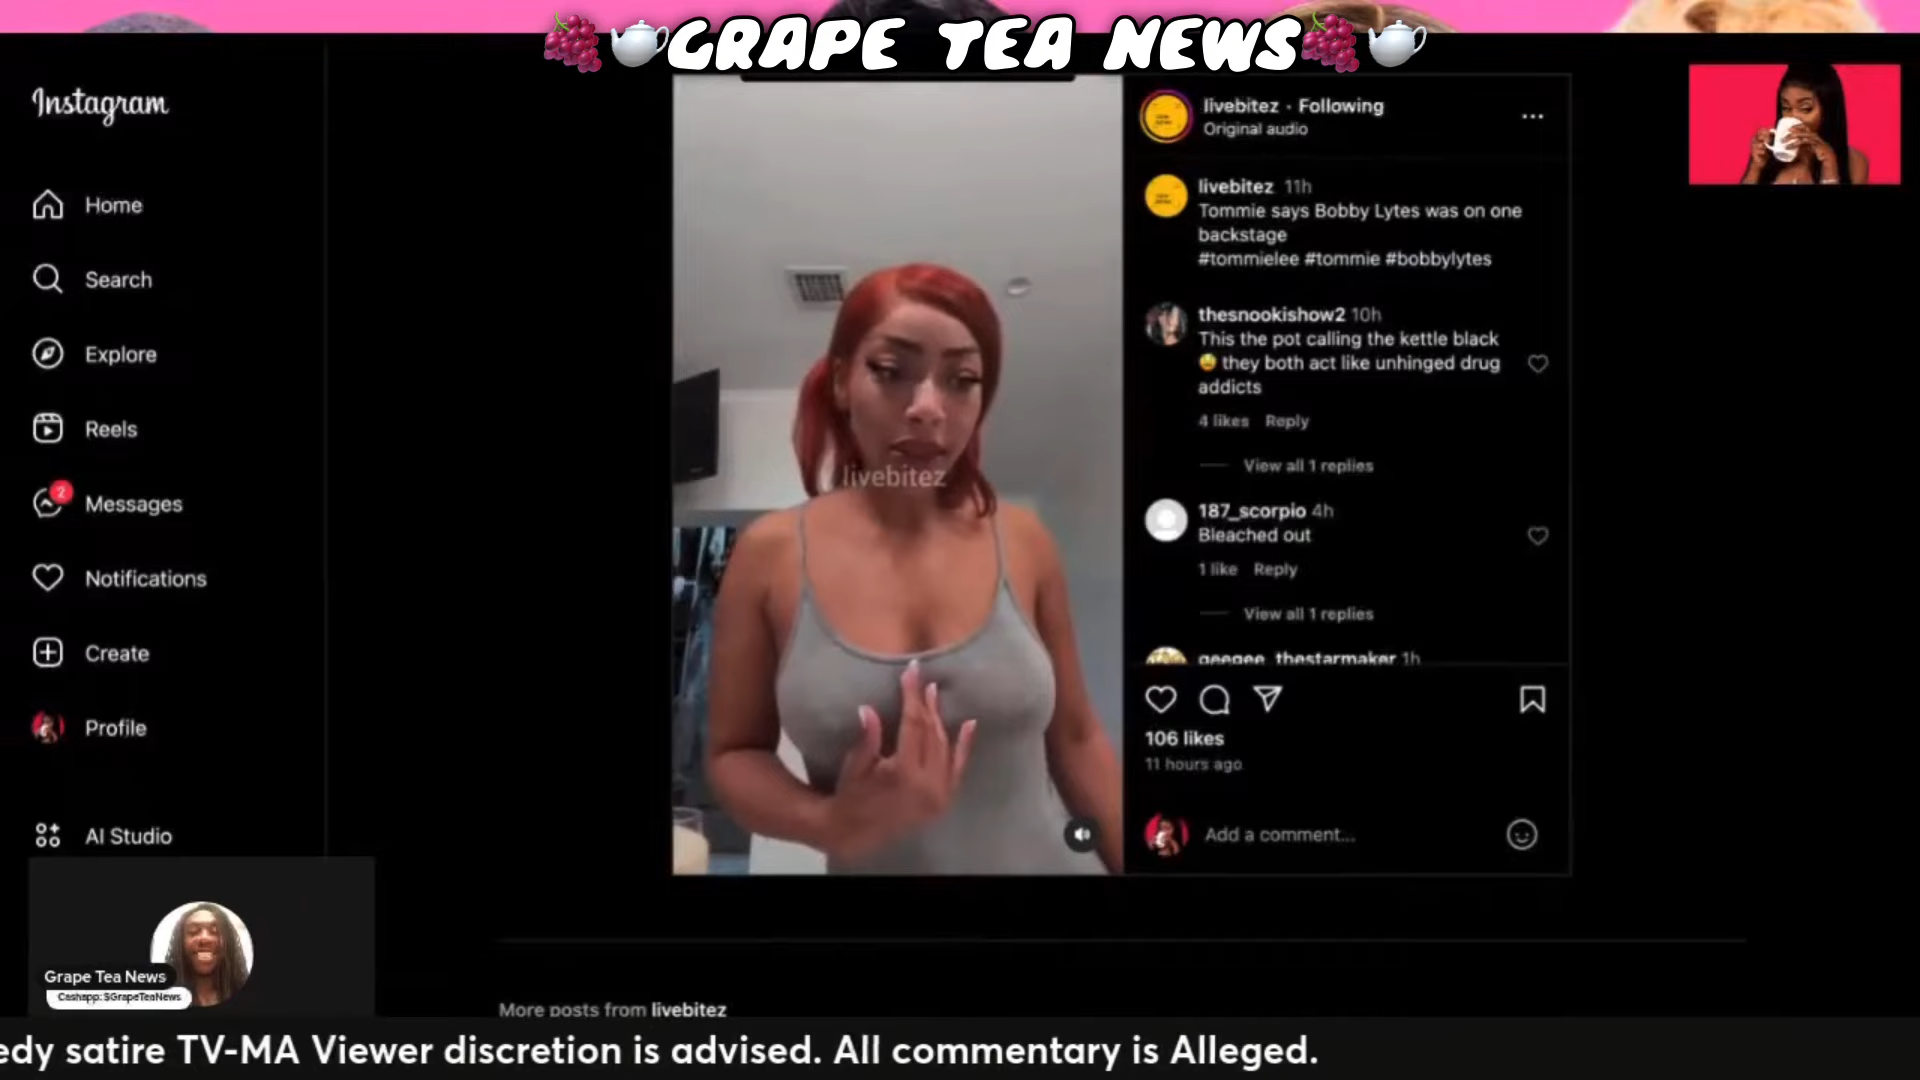 GRAPE TEA NEWS
Instagram
Home
Search
Explore
Reels
2
Messages
Notifications
Create
Profile
AI Studio
livebitez
livebitez • Following
Original audio
livebitez 11h
Tommie says Bobby Lytes was on one
backstage
#tommielee #tommie #bobbylytes
thesnookishow2 10h
This the pot calling the kettle black
😅 they both act like unhinged drug
addicts
4 likes Reply
View all 1 replies
187_scorpio 4h
Bleached out
1 like Reply
View all 1 replies
geegee_thestarmaker 1h
106 likes
11 hours ago
Add a comment...
Grape Tea News
Cashapp: $GrapeTeaNews
More posts from livebitez
edy satire TV-MA Viewer discretion is advised. All commentary is Alleged.